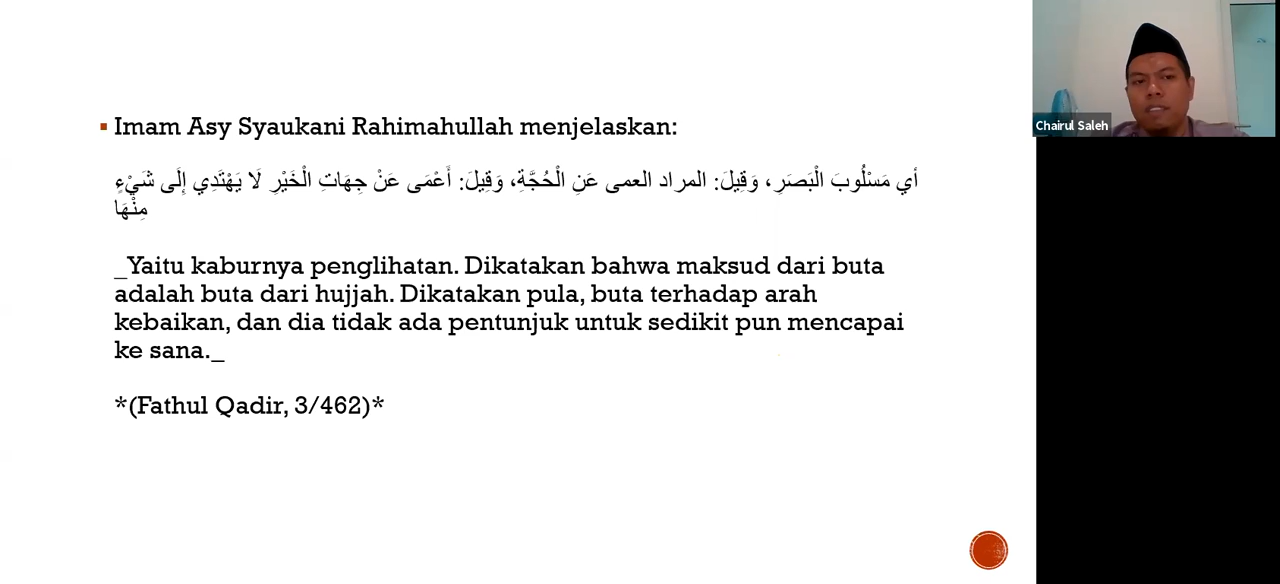 Imam Asy Syaukani Rahimahullah menjelaskan:
أي مَسْلُوبَ الْبَصَرِ، وَقِيلَ: المراد العمى عَنِ الْحُجَّةِ، وَقِيلَ: أَعْمَى عَنْ جِهَاتِ الْخَيْرِ لَا يَهْتَدِي إِلَى شَيْءٍ
مِنْهَا
_Yaitu kaburnya penglihatan. Dikatakan bahwa maksud dari buta
adalah buta dari hujjah. Dikatakan pula, buta terhadap arah
kebaikan, dan dia tidak ada pentunjuk untuk sedikit pun mencapai
ke sana._
*(Fathul Qadir, 3/462)*
Chairul Saleh